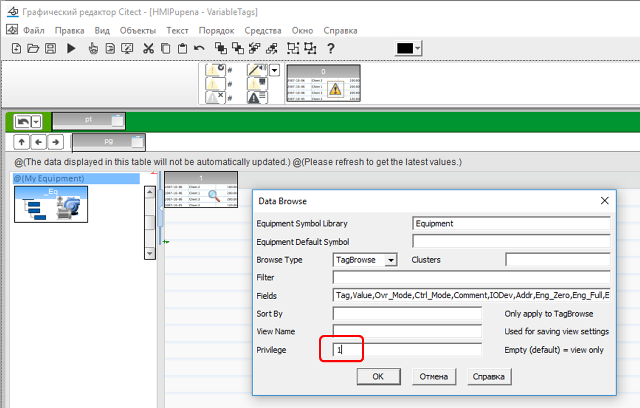 Графический редактор Citect - [HMIPupena - VariableTags]
Файл Правка Вид Объекты Текст Порядок Средства Окно Справка
#
#
#
0
pt
pg
@(The data displayed in this table will not be automatically updated.) @(Please refresh to get the latest values.)
@(My Equipment)
_Eq
1
Data Browse
Equipment Symbol Library Equipment
Equipment Default Symbol
Browse Type TagBrowse Clusters
Filter
Fields Tag,Value,Ovr_Mode,Ctrl_Mode,Comment,IODev,Addr,Eng_Zero,Eng_Full,E
Sort By Only apply to TagBrowse
View Name Used for saving view settings
Privilege 1 Empty (default) = view only
OK Отмена Справка